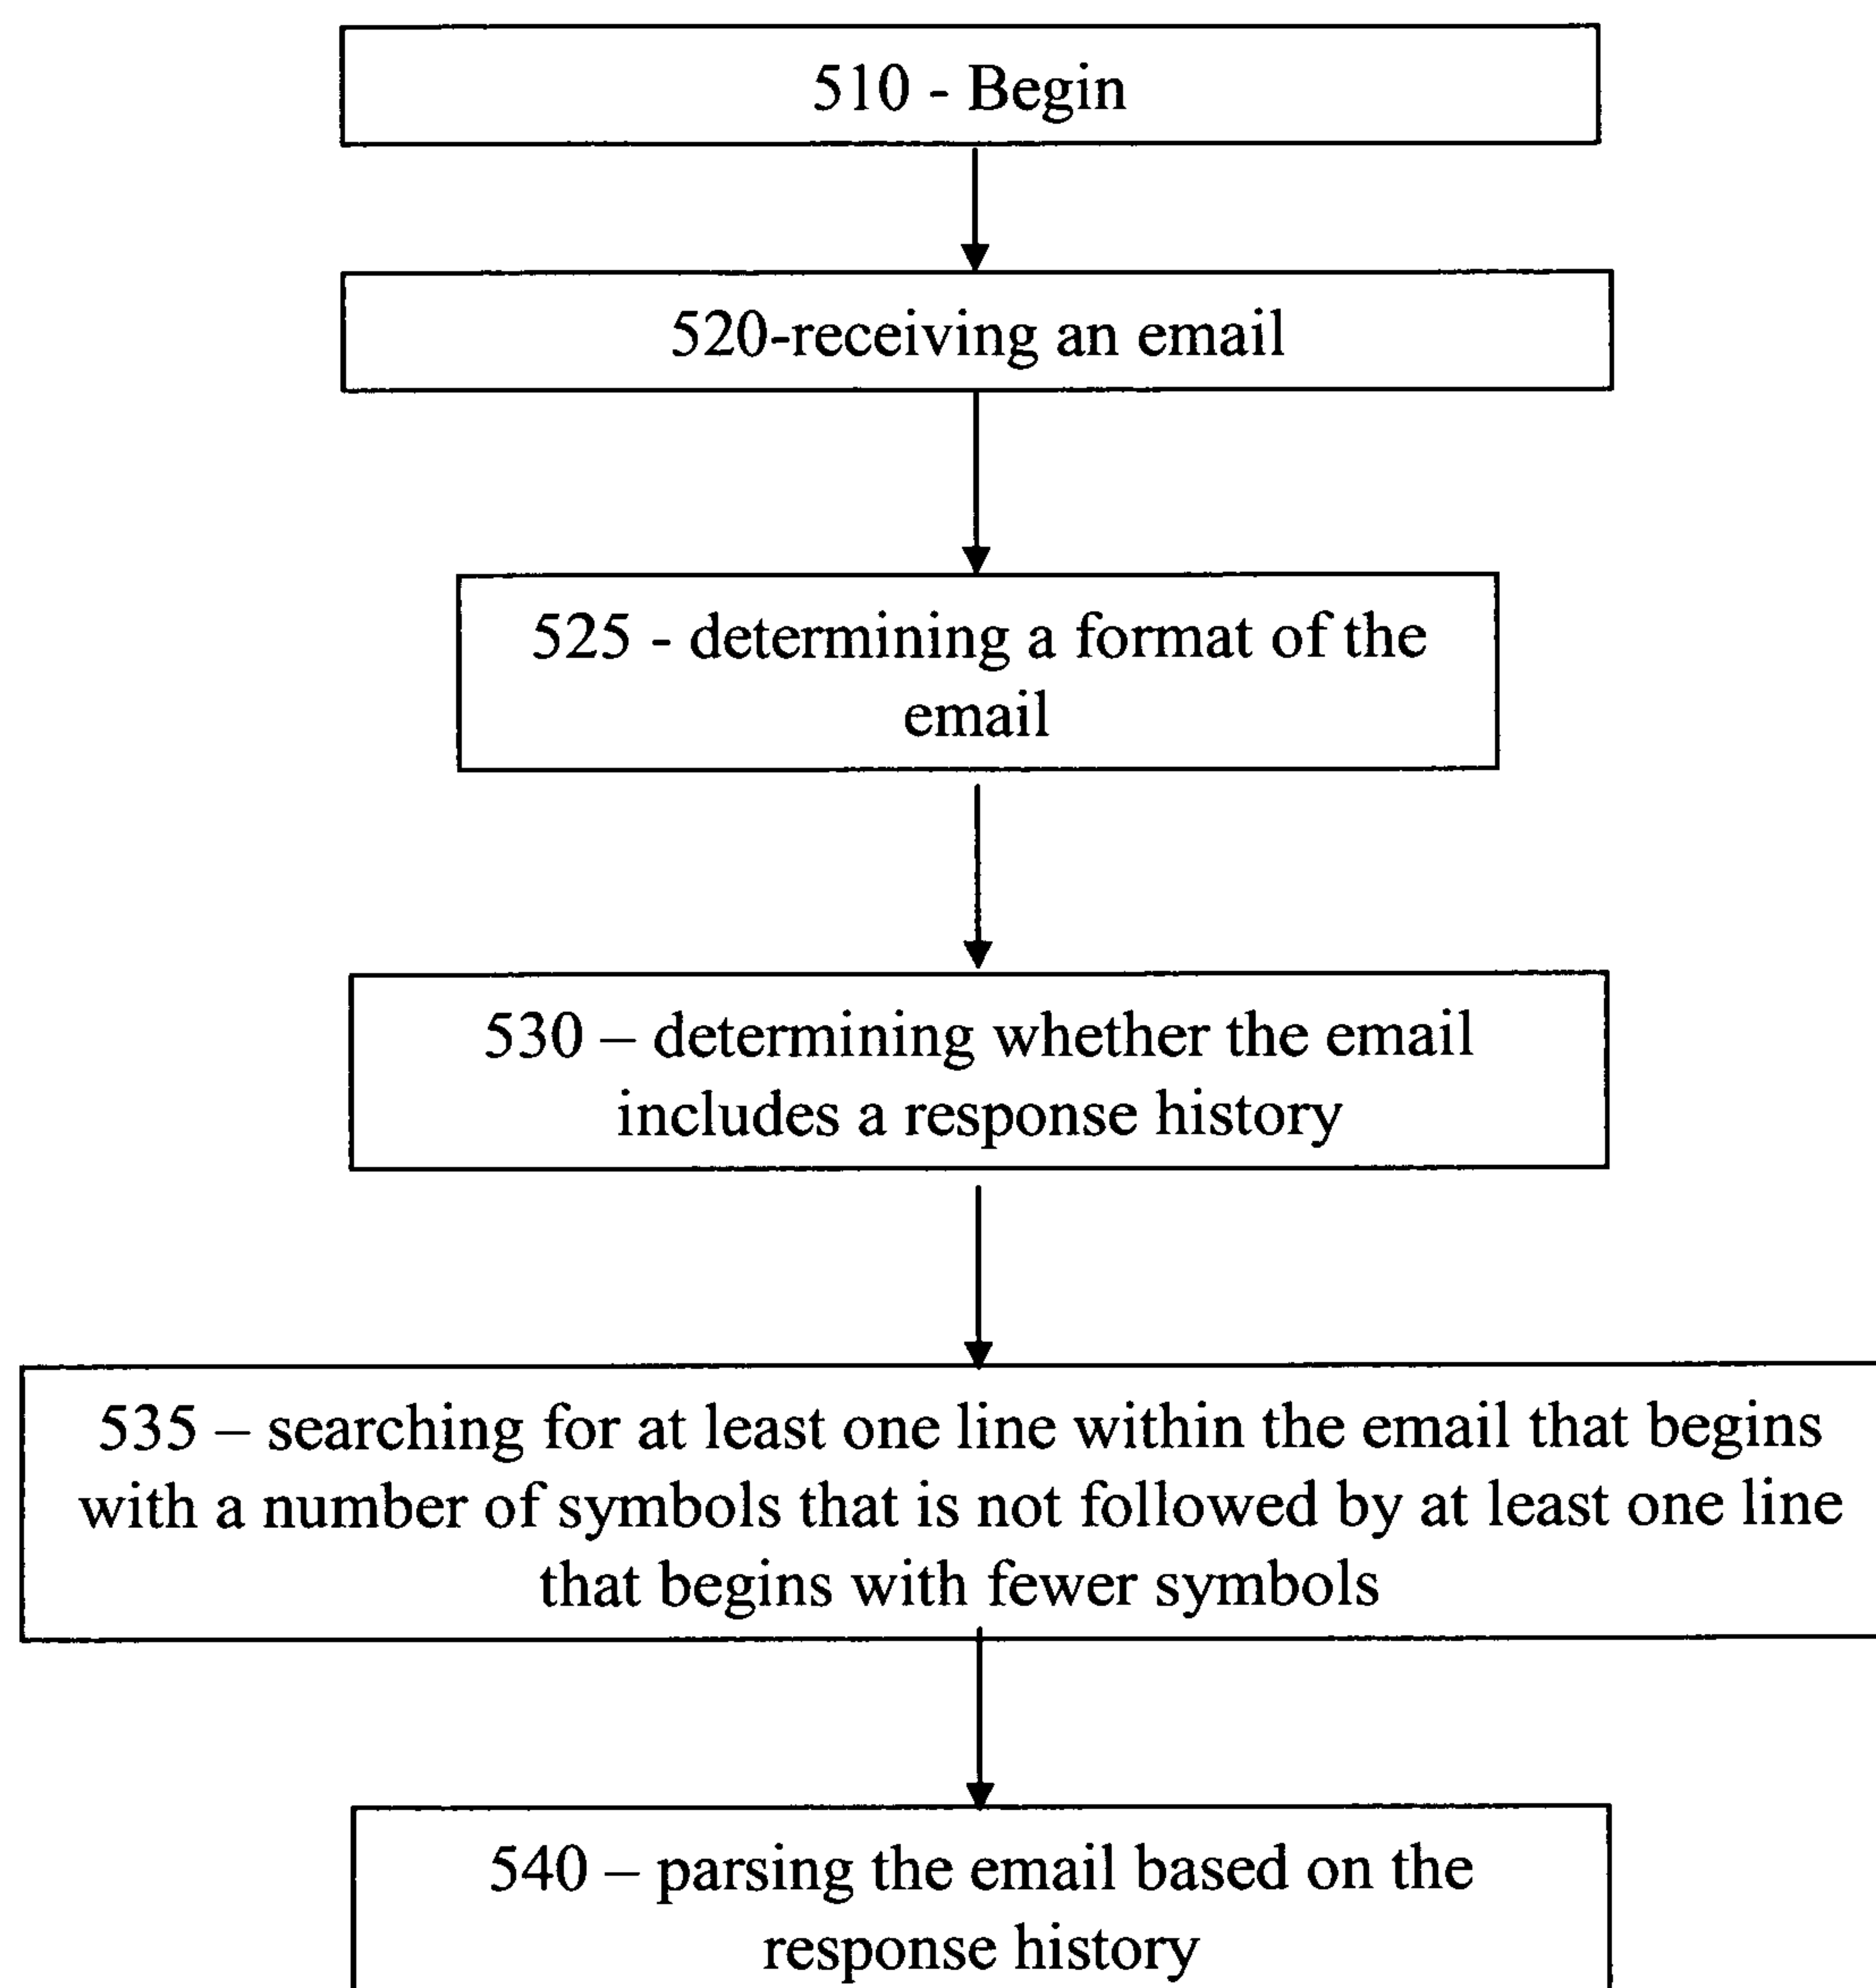 510 - Begin
520-receiving an email
525 - determining a format of the
email
530 – determining whether the email
includes a response history
535 – searching for at least one line within the email that begins
with a number of symbols that is not followed by at least one line
that begins with fewer symbols
540 – parsing the email based on the
response history